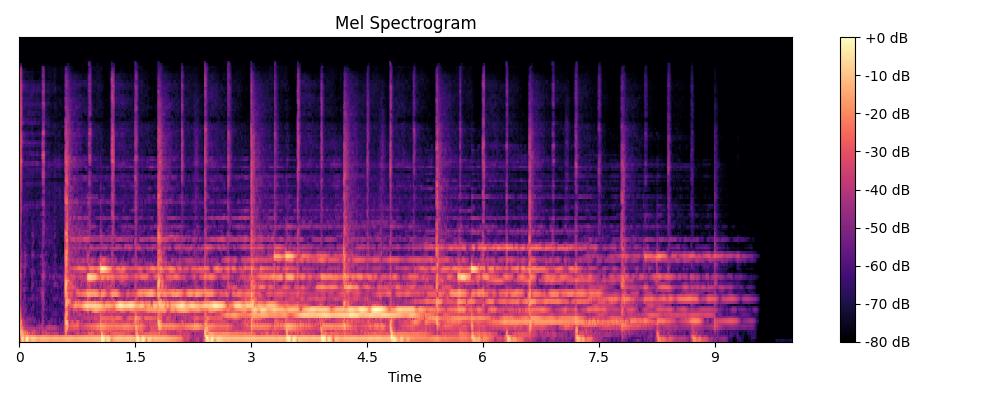 Mel Spectrogram
+0 dB
-10 dB
-20 dB
-30 dB
-40 dB
-50 dB
-60 dB
-70 dB
-80 dB
0
1.5
3
4.5
6
7.5
9
Time